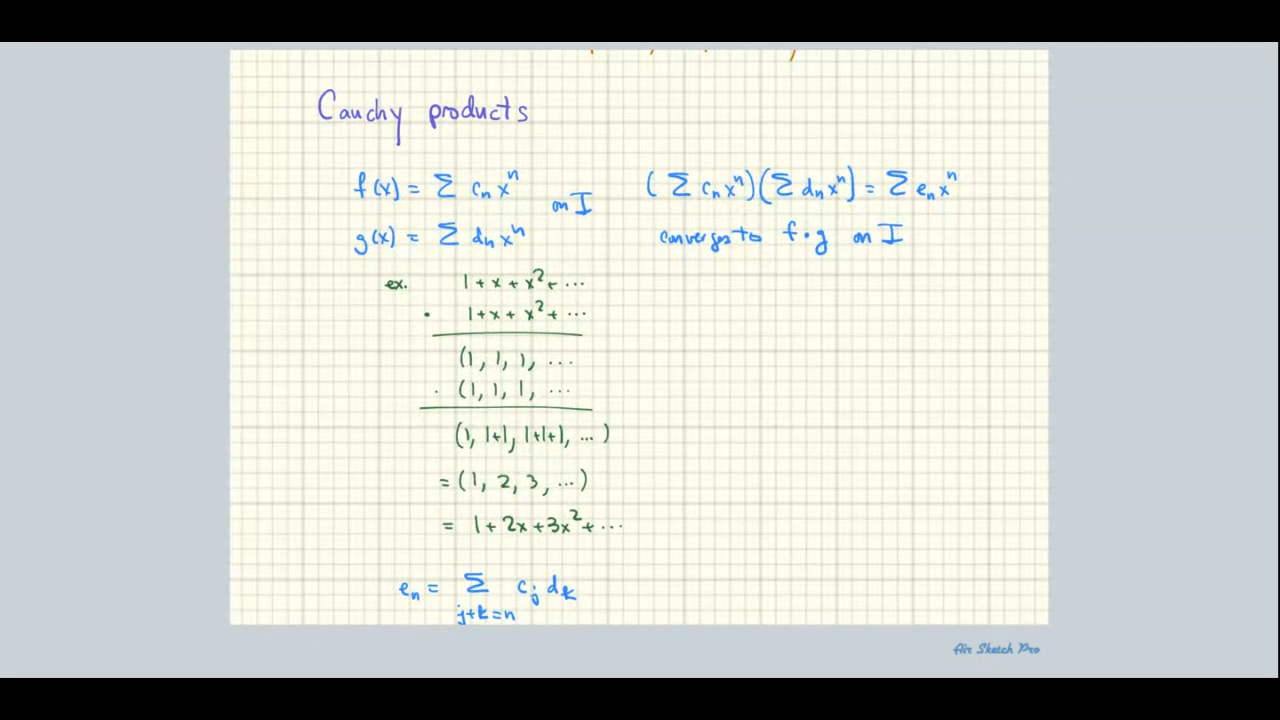 Cauchy products
f(x) = Σ cₙxⁿ
g(x) = Σ dₙxⁿ
on I
(Σ cₙxⁿ)(Σ dₙxⁿ) = Σ eₙxⁿ
converges to f·g on I
ex. 1 + x + x² + ···
· 1 + x + x² + ···
(1, 1, 1, ···
· (1, 1, 1, ···
(1, 1+1, 1+1+1, ··· )
= (1, 2, 3, ···)
= 1 + 2x + 3x² + ···
eₙ = Σ cⱼ dₖ
j+k=n
Air Sketch Pro